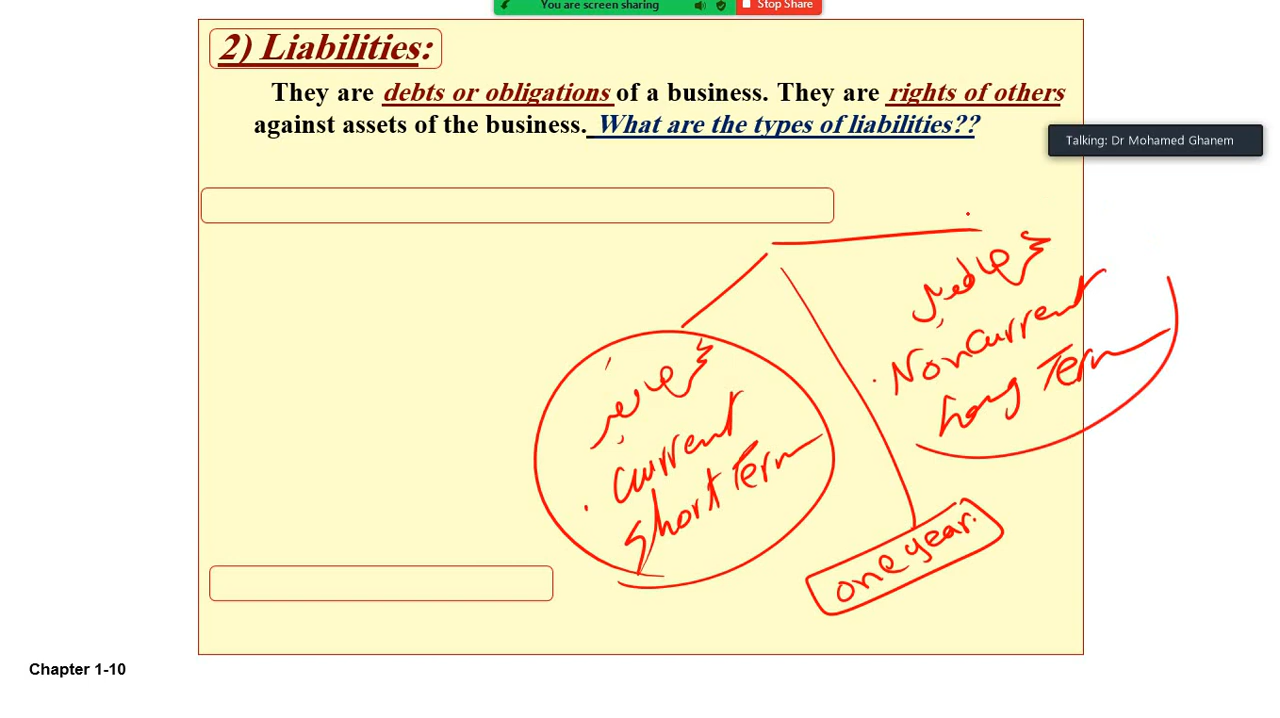 You are screen sharing
Stop Share
2) Liabilities:
They are debts or obligations of a business. They are rights of others
against assets of the business. What are the types of liabilities??
Talking: Dr Mohamed Ghanem
Noncurrent
Long Term
Current
Short Term
one year.
Chapter 1-10